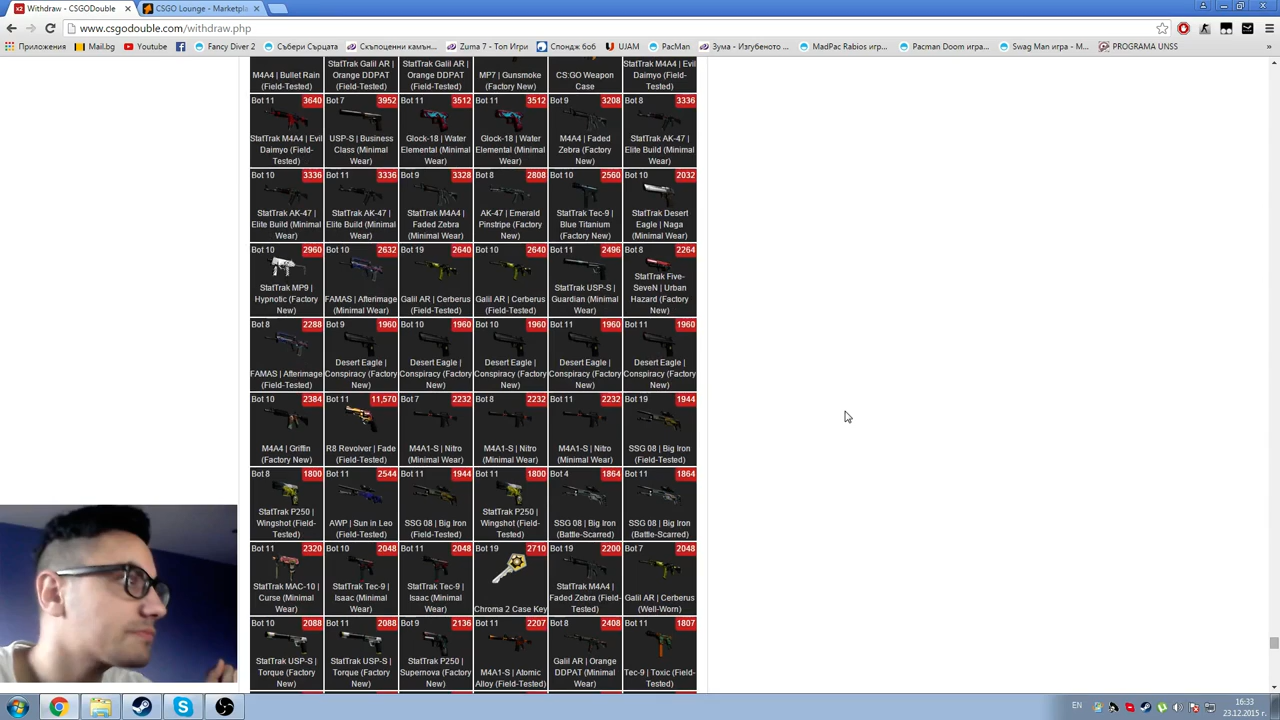 Withdraw - CSGODouble
CSGO Lounge - Marketpla
www.csgodouble.com/withdraw.php
Приложения Mail.bg Youtube Fancy Diver 2 Събери Сърцата Скъпоценни камън... Zuma 7 - Топ Игри Спондж боб UJAM PacMan Зума - Изгубеното ... MadPac Rabios игр... Pacman Doom играт... Swag Man игра - M... PROGRAMA UNSS
M4A4 | Bullet Rain (Field-Tested)
StatTrak Galil AR | Orange DDPAT (Field-Tested)
StatTrak Galil AR | Orange DDPAT (Field-Tested)
MP7 | Gunsmoke (Factory New)
CS:GO Weapon Case
StatTrak M4A4 | Evil Daimyo (Field-Tested)
Bot 11 3640 Bot 7 3952 Bot 11 3512 Bot 11 3512 Bot 9 3208 Bot 8 3336
StatTrak M4A4 | Evil Daimyo (Field-Tested)
USP-S | Business Class (Minimal Wear)
Glock-18 | Water Elemental (Minimal Wear)
Glock-18 | Water Elemental (Minimal Wear)
M4A4 | Faded Zebra (Factory New)
StatTrak AK-47 | Elite Build (Minimal Wear)
Bot 10 3336 Bot 11 3336 Bot 9 3328 Bot 8 2808 Bot 10 2560 Bot 10 2032
StatTrak AK-47 | Elite Build (Minimal Wear)
StatTrak AK-47 | Elite Build (Minimal Wear)
StatTrak M4A4 | Faded Zebra (Minimal Wear)
AK-47 | Emerald Pinstripe (Factory New)
StatTrak Tec-9 | Blue Titanium (Factory New)
StatTrak Desert Eagle | Naga (Minimal Wear)
Bot 10 2960 Bot 10 2632 Bot 19 2640 Bot 10 2640 Bot 11 2496 Bot 8 2264
StatTrak MP9 | Hypnotic (Factory New)
FAMAS | Afterimage (Minimal Wear)
Galil AR | Cerberus (Field-Tested)
Galil AR | Cerberus (Field-Tested)
StatTrak USP-S | Guardian (Minimal Wear)
StatTrak Five-SeveN | Urban Hazard (Factory New)
Bot 8 2288 Bot 9 1960 Bot 10 1960 Bot 10 1960 Bot 11 1960 Bot 11 1960
FAMAS | Afterimage (Field-Tested)
Desert Eagle | Conspiracy (Factory New)
Desert Eagle | Conspiracy (Factory New)
Desert Eagle | Conspiracy (Factory New)
Desert Eagle | Conspiracy (Factory New)
Desert Eagle | Conspiracy (Factory New)
Bot 10 2384 Bot 11 11,570 Bot 7 2232 Bot 8 2232 Bot 11 2232 Bot 19 1944
M4A4 | Griffin (Factory New)
R8 Revolver | Fade (Field-Tested)
M4A1-S | Nitro (Minimal Wear)
M4A1-S | Nitro (Minimal Wear)
M4A1-S | Nitro (Minimal Wear)
SSG 08 | Big Iron (Field-Tested)
Bot 8 1800 Bot 11 2544 Bot 11 1944 Bot 11 1800 Bot 4 1864 Bot 11 1864
StatTrak P250 | Wingshot (Field-Tested)
AWP | Sun in Leo (Field-Tested)
SSG 08 | Big Iron (Field-Tested)
StatTrak P250 | Wingshot (Field-Tested)
SSG 08 | Big Iron (Battle-Scarred)
SSG 08 | Big Iron (Battle-Scarred)
Bot 11 2320 Bot 10 2048 Bot 11 2048 Bot 19 2710 Bot 19 2200 Bot 7 2048
StatTrak MAC-10 | Curse (Minimal Wear)
StatTrak Tec-9 | Isaac (Minimal Wear)
StatTrak Tec-9 | Isaac (Minimal Wear)
Chroma 2 Case Key
StatTrak M4A4 | Faded Zebra (Field-Tested)
Galil AR | Cerberus (Well-Worn)
Bot 10 2088 Bot 11 2088 Bot 9 2136 Bot 11 2207 Bot 8 2408 Bot 11 1807
StatTrak USP-S | Torque (Factory New)
StatTrak USP-S | Torque (Factory New)
StatTrak P250 | Supernova (Factory New)
M4A1-S | Atomic Alloy (Field-Tested)
Galil AR | Orange DDPAT (Minimal Wear)
Tec-9 | Toxic (Field-Tested)
EN
16:33
23.12.2015 г.